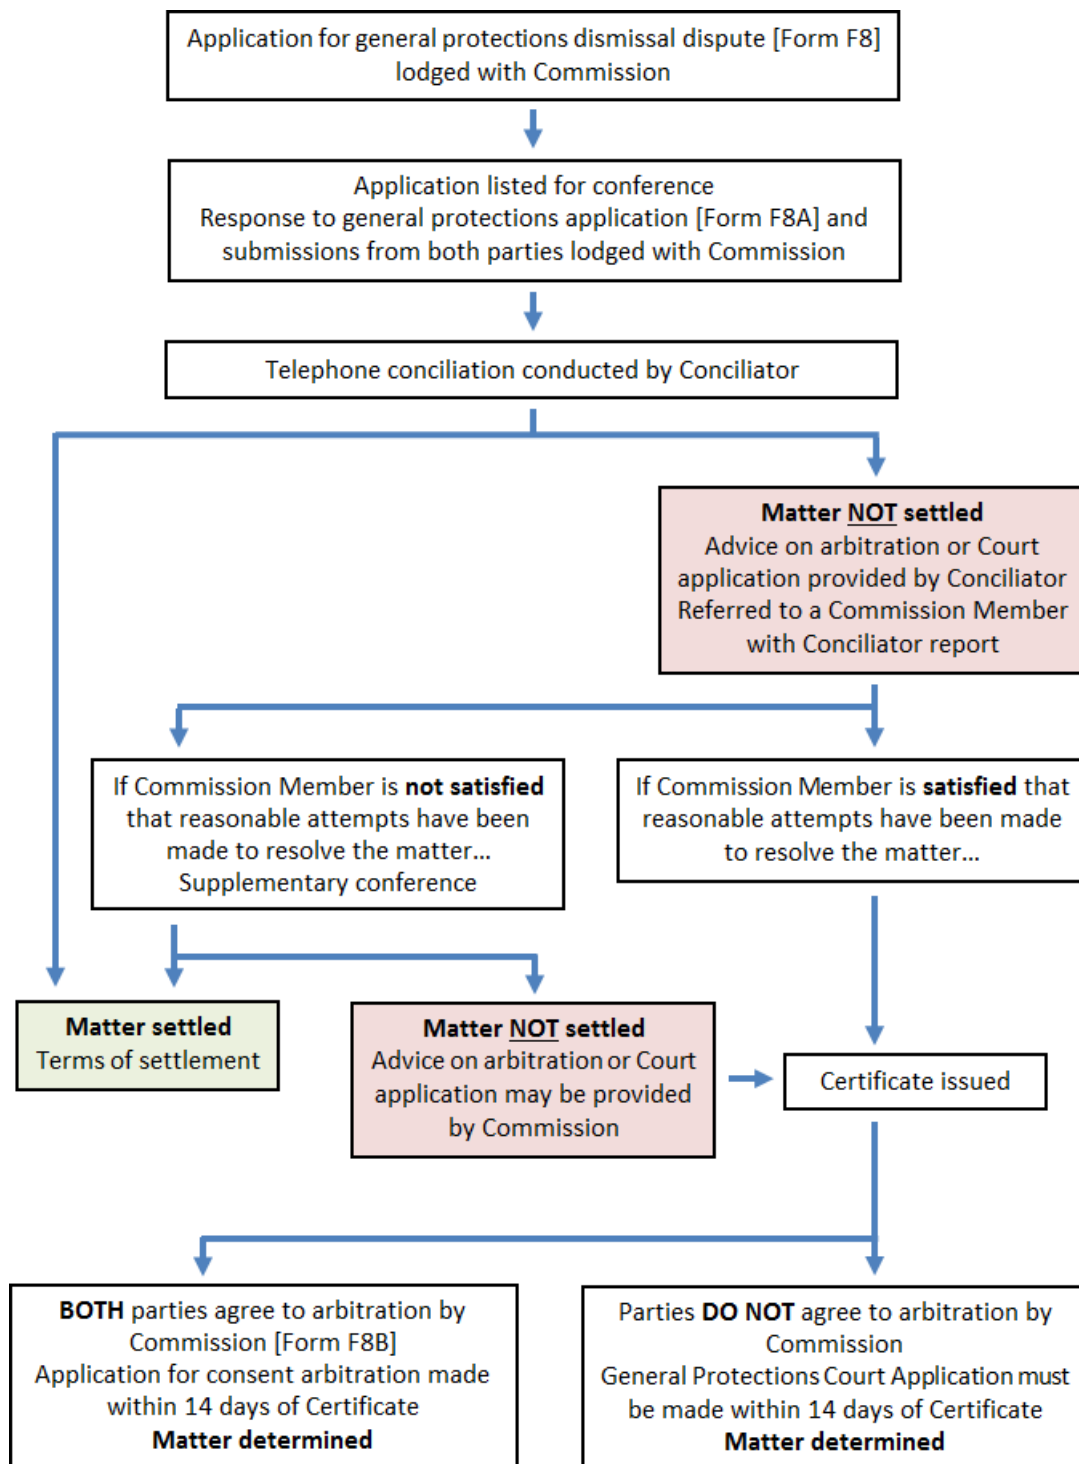 Application for general protections dismissal dispute [Form F8]
lodged with Commission
Application listed for conference
Response to general protections application [Form F8A] and
submissions from both parties lodged with Commission
Telephone conciliation conducted by Conciliator
Matter NOT settled
Advice on arbitration or Court
application provided by Conciliator
Referred to a Commission Member
with Conciliator report
If Commission Member is not satisfied
that reasonable attempts have been
made to resolve the matter...
Supplementary conference
If Commission Member is satisfied that
reasonable attempts have been made
to resolve the matter...
Matter settled
Terms of settlement
Matter NOT settled
Advice on arbitration or Court
application may be provided
by Commission
Certificate issued
BOTH parties agree to arbitration by
Commission [Form F8B]
Application for consent arbitration made
within 14 days of Certificate
Matter determined
Parties DO NOT agree to arbitration by
Commission
General Protections Court Application must
be made within 14 days of Certificate
Matter determined